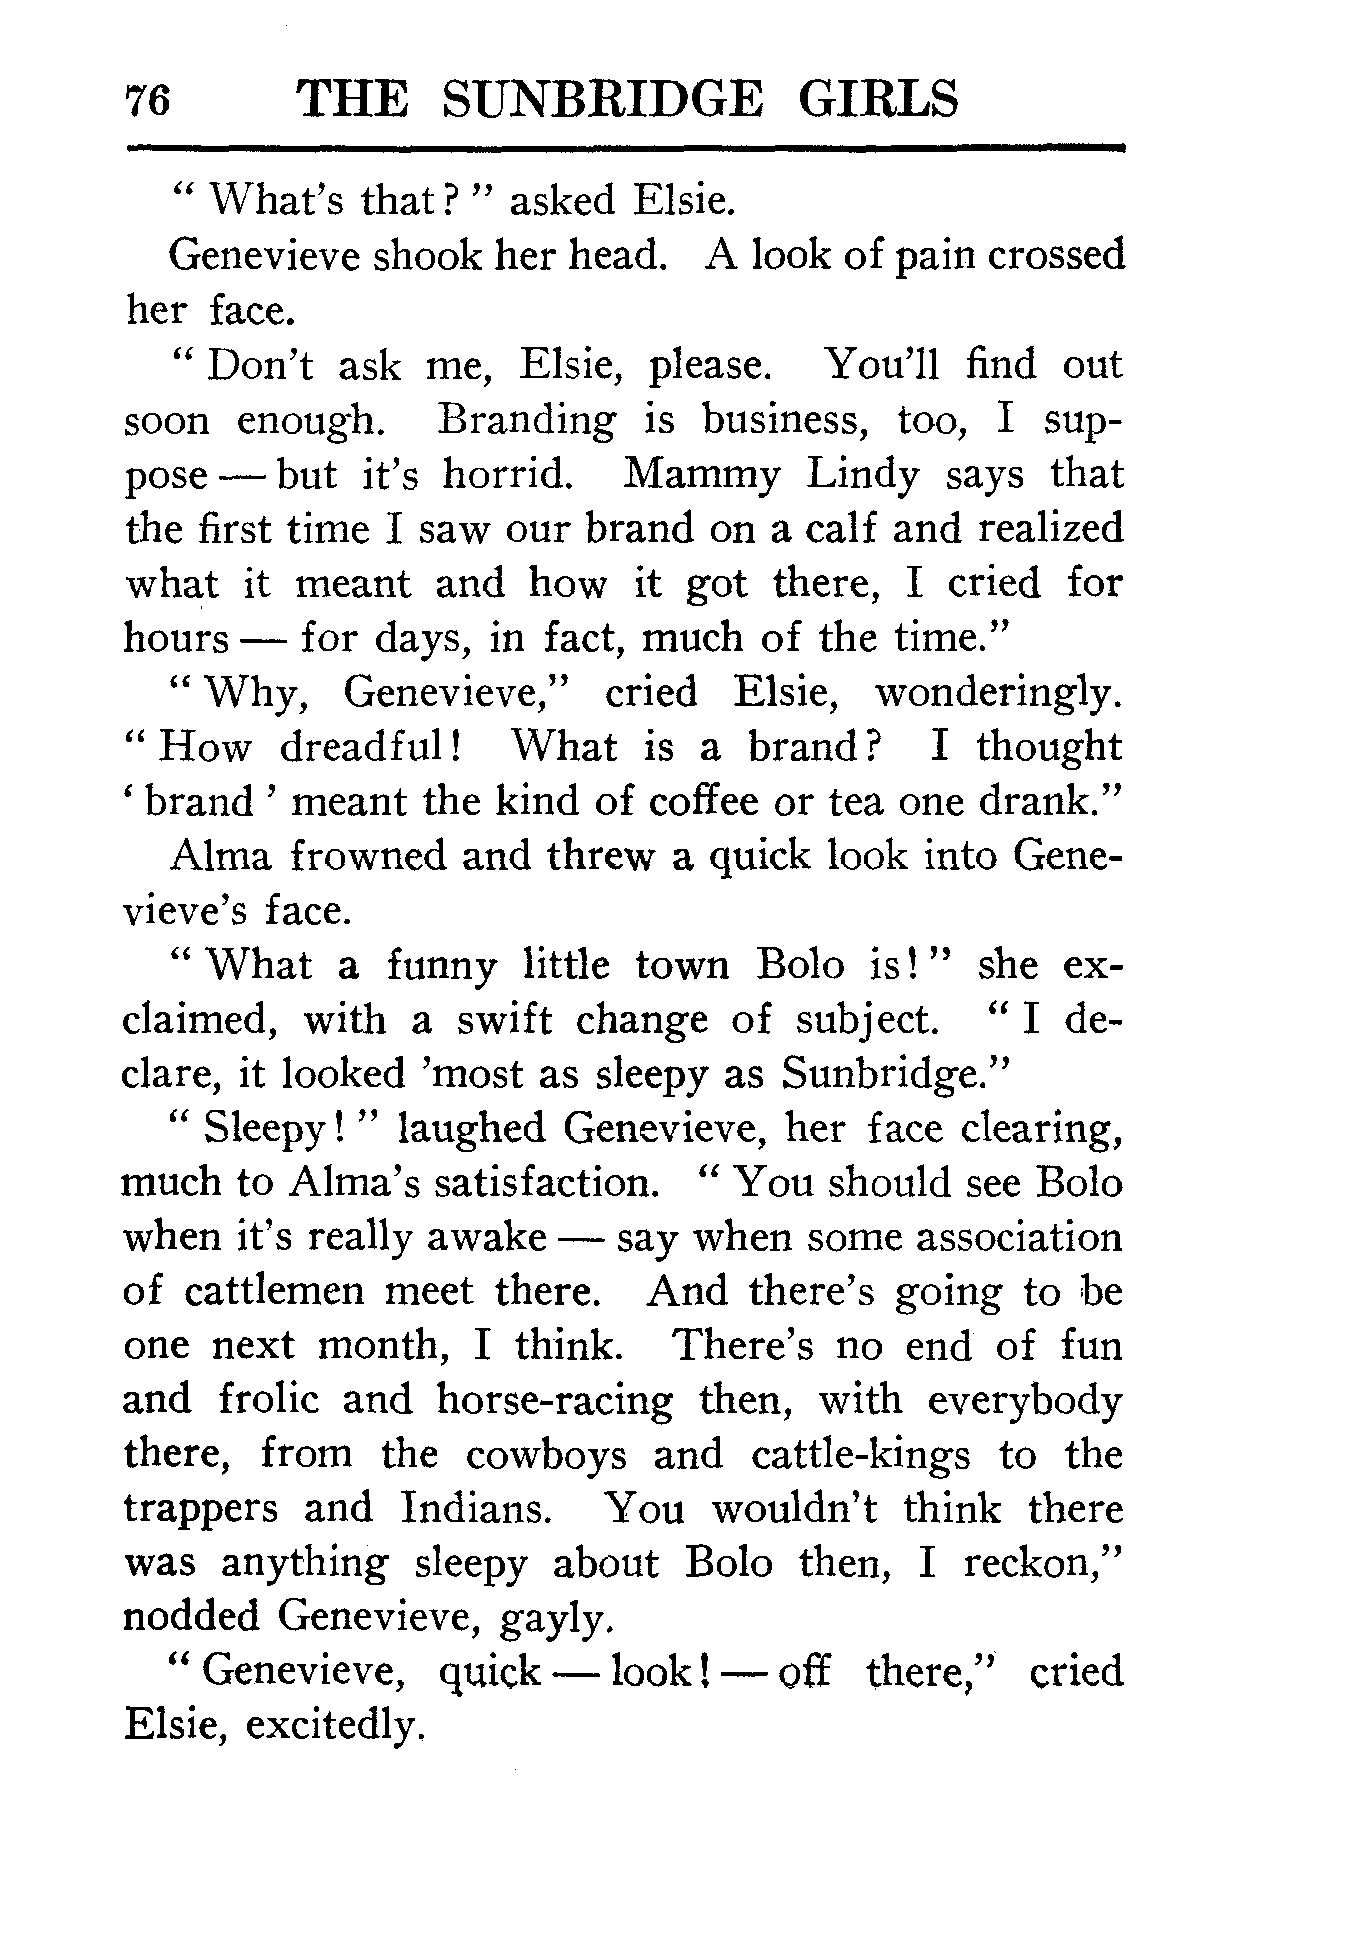 76 THE SUNBRIDGE GIRLS
" What's that ? " asked Elsie.
Genevieve shook her head. A look of pain crossed
her face.
" Don't ask me, Elsie, please. You'll find out
soon enough. Branding is business, too, I sup-
pose — but it's horrid. Mammy Lindy says that
the first time I saw our brand on a calf and realized
what it meant and how it got there, I cried for
hours — for days, in fact, much of the time."
" Why, Genevieve," cried Elsie, wonderingly.
" How dreadful ! What is a brand ? I thought
' brand ' meant the kind of coffee or tea one drank."
Alma frowned and threw a quick look into Gene-
vieve's face.
" What a funny little town Bolo is ! " she ex-
claimed, with a swift change of subject. " I de-
clare, it looked 'most as sleepy as Sunbridge."
" Sleepy ! " laughed Genevieve, her face clearing,
much to Alma's satisfaction. " You should see Bolo
when it's really awake — say when some association
of cattlemen meet there. And there's going to be
one next month, I think. There's no end of fun
and frolic and horse-racing then, with everybody
there, from the cowboys and cattle-kings to the
trappers and Indians. You wouldn't think there
was anything sleepy about Bolo then, I reckon,"
nodded Genevieve, gayly.
" Genevieve, quick — look ! — off there," cried
Elsie, excitedly.